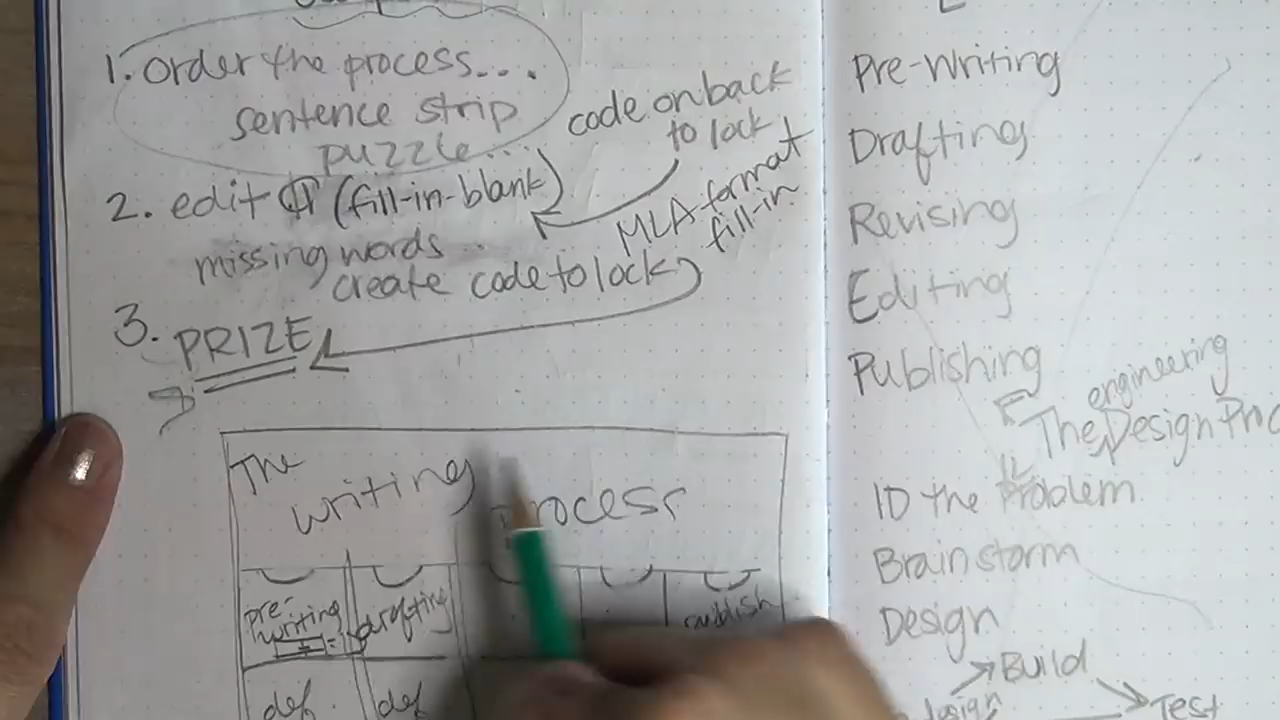 1. Order the process....
sentence strip
puzzle...
code on back
to lock
2. edit ¶ (fill-in-blank)
missing words
create code to lock
MLA format
fill-in
3. PRIZE
The
writing process
pre-writing
drafting
publish
def.
def
Pre-Writing
Drafting
Revising
Editing
Publishing
engineering
The Design Proc
ID the Problem
Brainstorm
Design
Build
Test